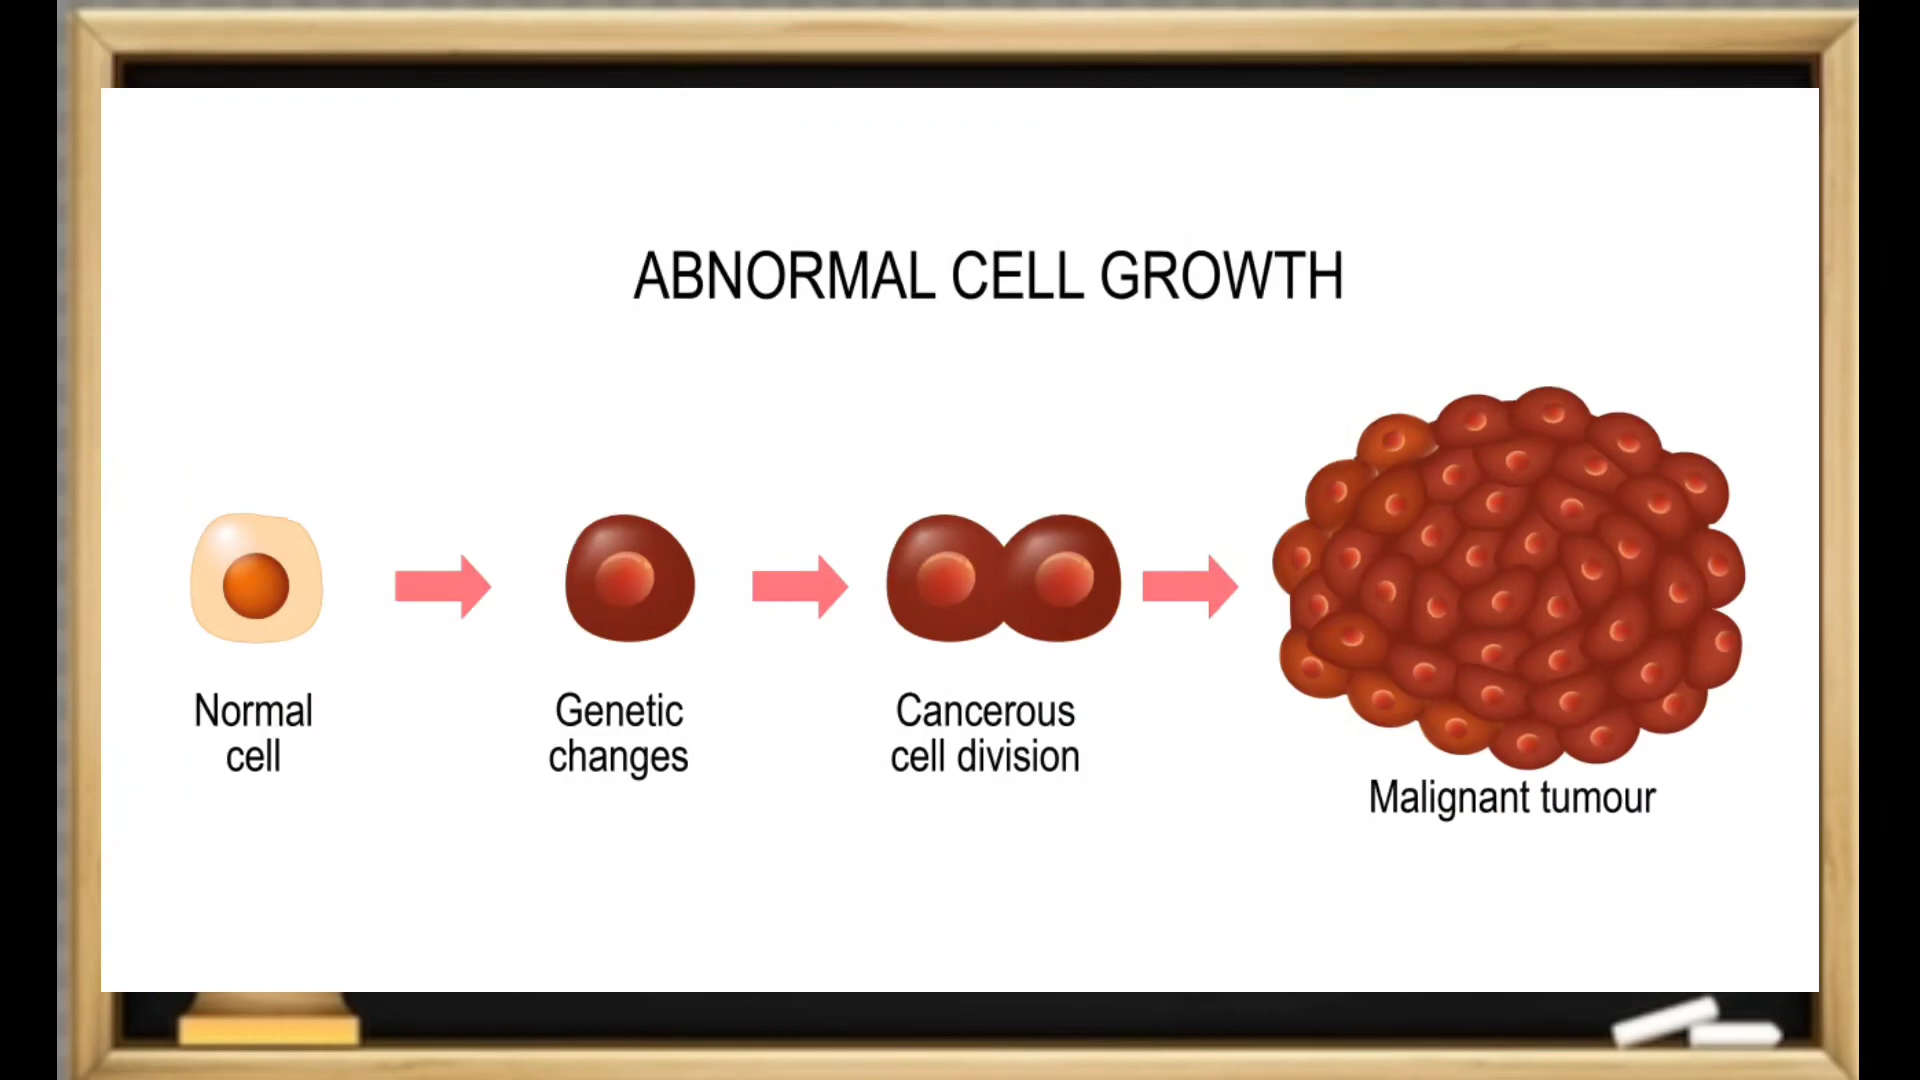 ABNORMAL CELL GROWTH
Normal
cell
Genetic
changes
Cancerous
cell division
Malignant tumour